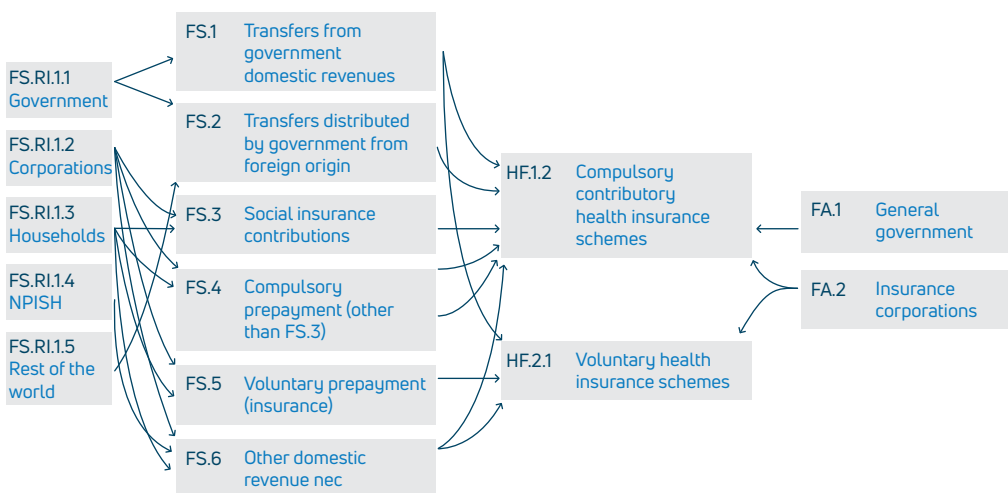 FS.RI.1.1
Government
FS.RI.1.2
Corporations
FS.RI.1.3
Households
FS.RI.1.4
NPISH
FS.RI.1.5
Rest of the
world
FS.1 Transfers from
government
domestic revenues
FS.2 Transfers distributed
by government from
foreign origin
FS.3 Social insurance
contributions
FS.4 Compulsory
prepayment (other
than FS.3)
FS.5 Voluntary prepayment
(insurance)
FS.6 Other domestic
revenue nec
HF.1.2 Compulsory
contributory
health insurance
schemes
HF.2.1 Voluntary health
insurance schemes
FA.1 General
government
FA.2 Insurance
corporations